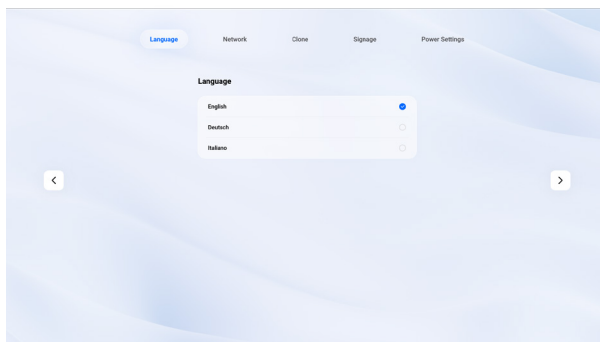 Language Network Clone Signage Power Settings
Language
English
Deutsch
Italiano